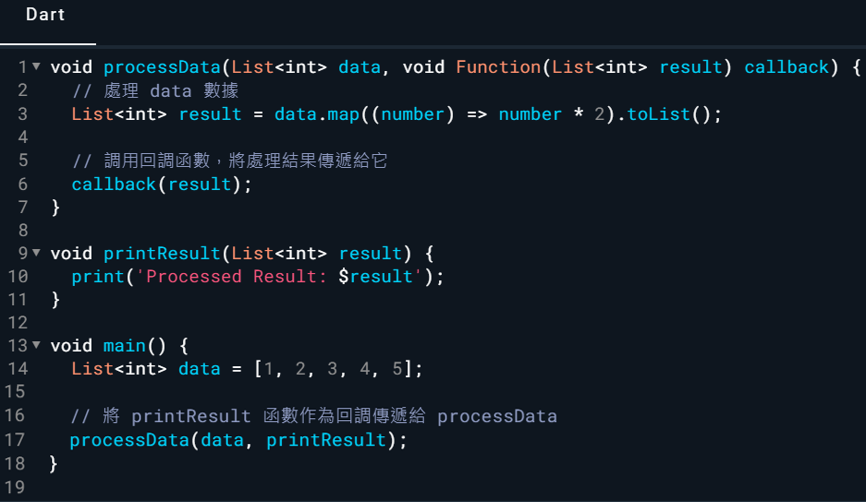 Dart
1 void processData(List<int> data, void Function(List<int> result) callback) {
2   // 處理 data 數據
3   List<int> result = data.map((number) => number * 2).toList();
4
5   // 調用回調函數，將處理結果傳遞給它
6   callback(result);
7 }
8
9 void printResult(List<int> result) {
10   print('Processed Result: $result');
11 }
12
13 void main() {
14   List<int> data = [1, 2, 3, 4, 5];
15
16   // 將 printResult 函數作為回調傳遞給 processData
17   processData(data, printResult);
18 }
19